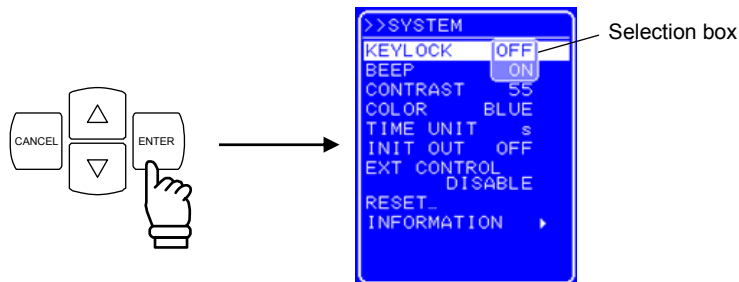 >>SYSTEM
KEYLOCK OFF
BEEP ON
CONTRAST 55
COLOR BLUE
TIME UNIT s
INIT OUT OFF
EXT CONTROL
DISABLE
RESET_
INFORMATION
Selection box
CANCEL
ENTER